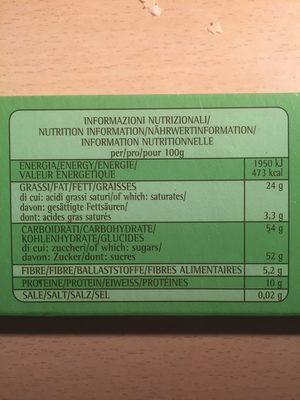 INFORMAZIONI NUTRIZIONALI/
NUTRITION INFORMATION/NÄHRWERTINFORMATION/
INFORMATION NUTRITIONNELLE
per/pro/pour 100g
ENERGIA/ENERGY/ENERGIE/ 1950 kJ
VALEUR ENERGETIQUE 473 kcal
GRASSI/FAT/FETT/GRAISSES 24 g
di cui: acidi grassi saturi/of which: saturates/
davon: gesättigte Fettsäuren/
dont: acides gras saturés 3,3 g
CARBOIDRATI/CARBOHYDRATE/ 54 g
KOHLENHYDRATE/GLUCIDES
di cui: zuccheri/of which: sugars/
davon: Zucker/dont: sucres 52 g
FIBRE/FIBRE/BALLASTSTOFFE/FIBRES ALIMENTAIRES 5,2 g
PROTEINE/PROTEIN/EIWEISS/PROTÉINES 10 g
SALE/SALT/SALZ/SEL 0,02 g